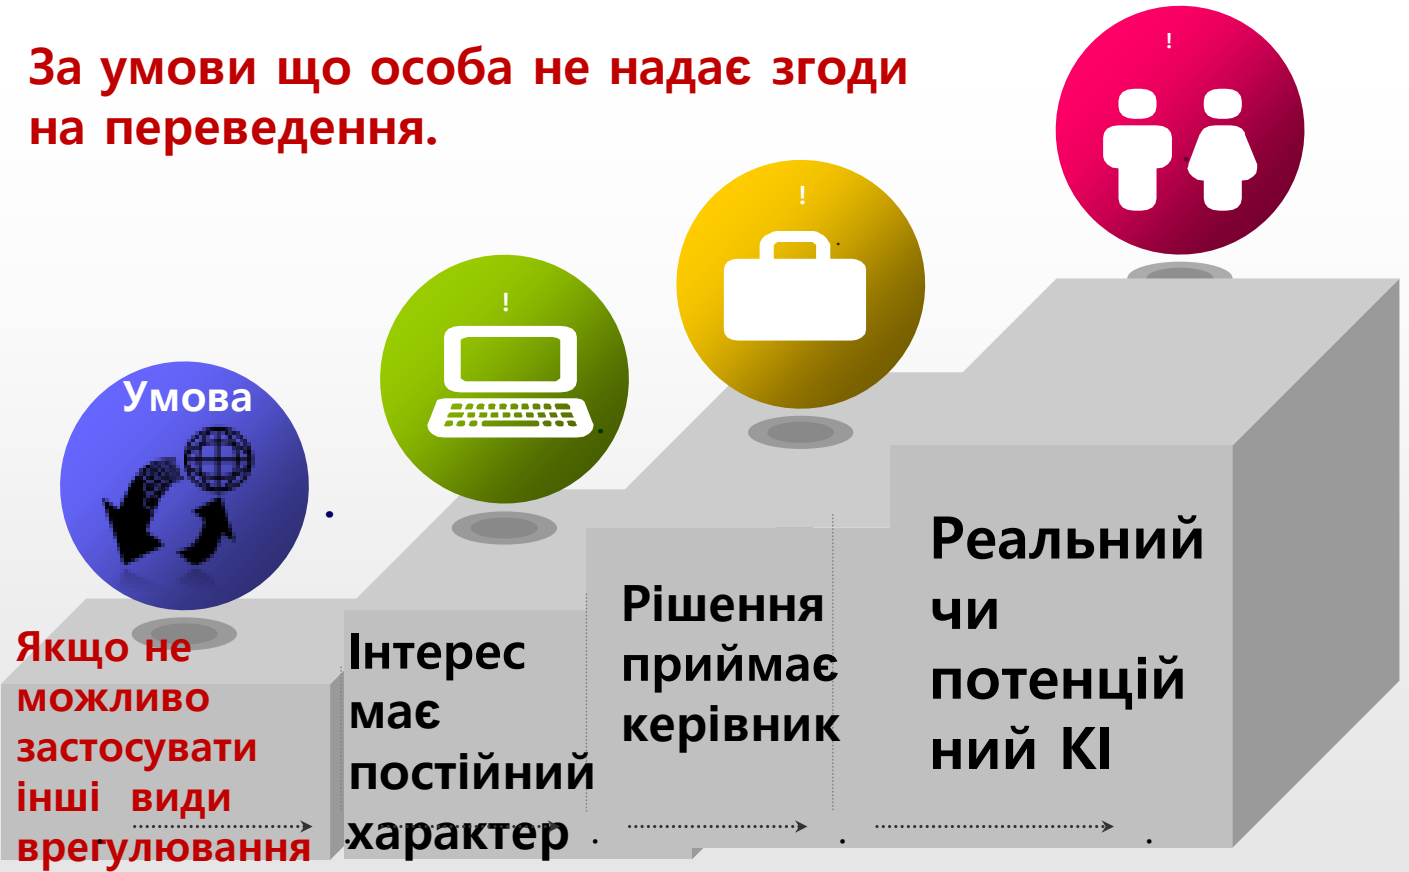 За умови що особа не надає згоди
на переведення.
Умова
Якщо не
можливо
застосувати
інші види
врегулювання
!
Інтерес
має
постійний
характер
!
Рішення
приймає
керівник
!
Реальний
чи
потенцій
ний КІ